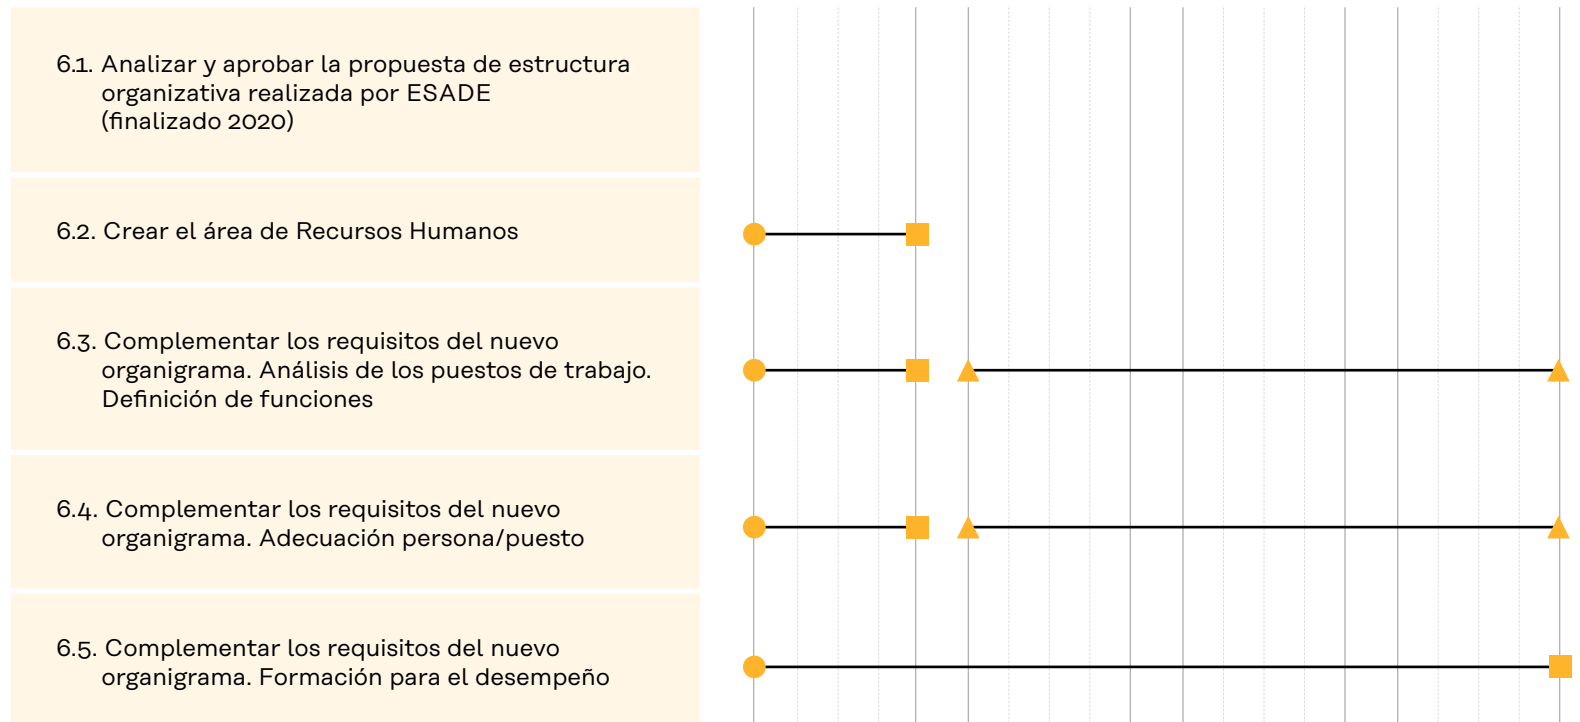 6.1. Analizar y aprobar la propuesta de estructura
organizativa realizada por ESADE
(finalizado 2020)
6.2. Crear el área de Recursos Humanos
6.3. Complementar los requisitos del nuevo
organigrama. Análisis de los puestos de trabajo.
Definición de funciones
6.4. Complementar los requisitos del nuevo
organigrama. Adecuación persona/puesto
6.5. Complementar los requisitos del nuevo
organigrama. Formación para el desempeño